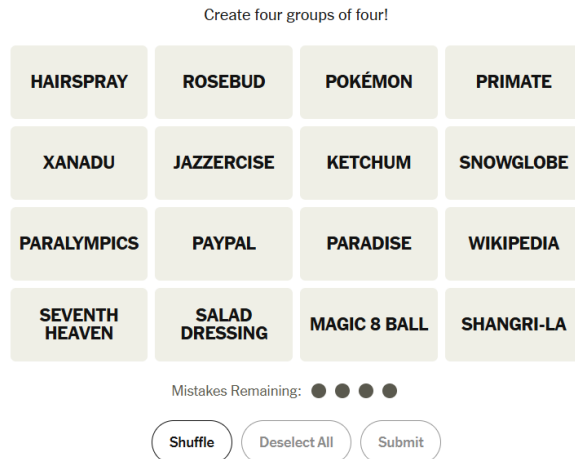 Create four groups of four!
HAIRSPRAY
ROSEBUD
POKÉMON
PRIMATE
XANADU
JAZZERCISE
KETCHUM
SNOWGLOBE
PARALYMPICS
PAYPAL
PARADISE
WIKIPEDIA
SEVENTH
HEAVEN
SALAD
DRESSING
MAGIC 8 BALL
SHANGRI-LA
Mistakes Remaining:
Shuffle
Deselect All
Submit